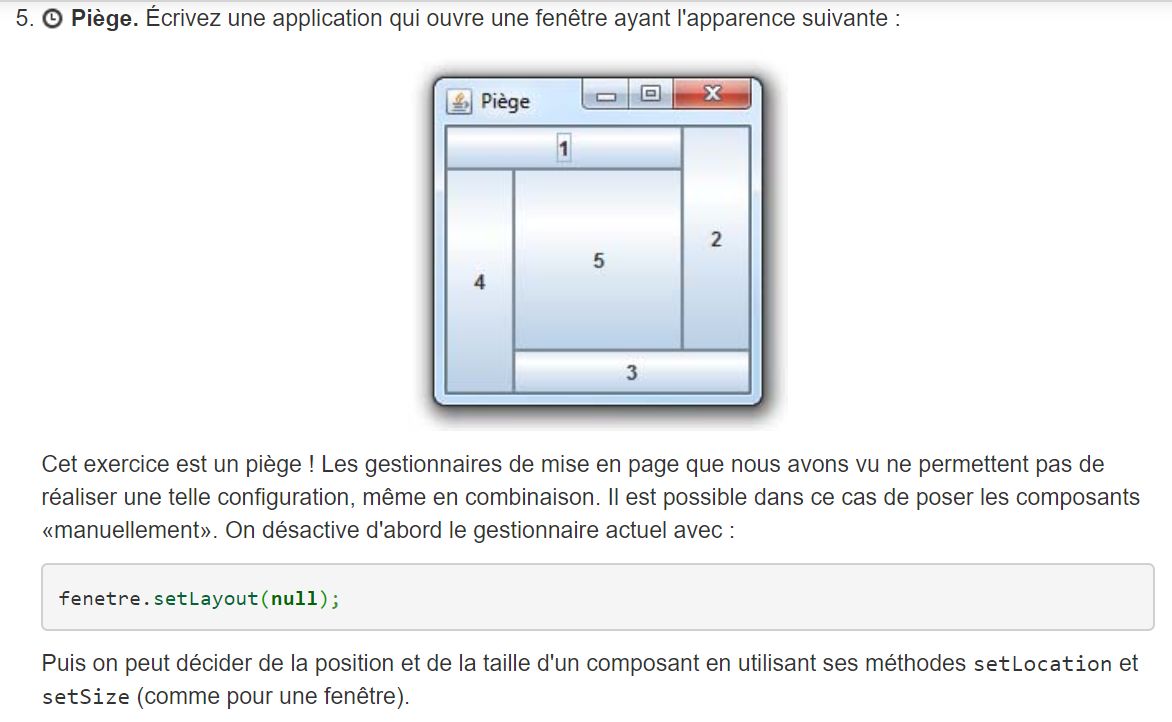 5. Piège. Écrivez une application qui ouvre une fenêtre ayant l'apparence suivante :
Piège
1
2
5
4
3
Cet exercice est un piège ! Les gestionnaires de mise en page que nous avons vu ne permettent pas de
réaliser une telle configuration, même en combinaison. Il est possible dans ce cas de poser les composants
«manuellement». On désactive d'abord le gestionnaire actuel avec :
fenetre.setLayout(null);
Puis on peut décider de la position et de la taille d'un composant en utilisant ses méthodes setLocation et
setSize (comme pour une fenêtre).